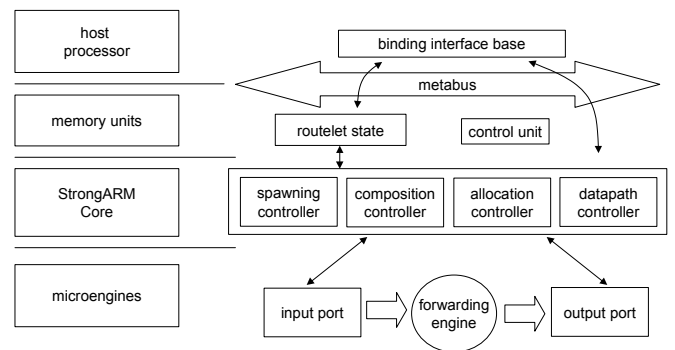 host
processor
binding interface base
metabus
memory units
routelet state
control unit
StrongARM
Core
spawning
controller
composition
controller
allocation
controller
datapath
controller
microengines
input port
forwarding
engine
output port